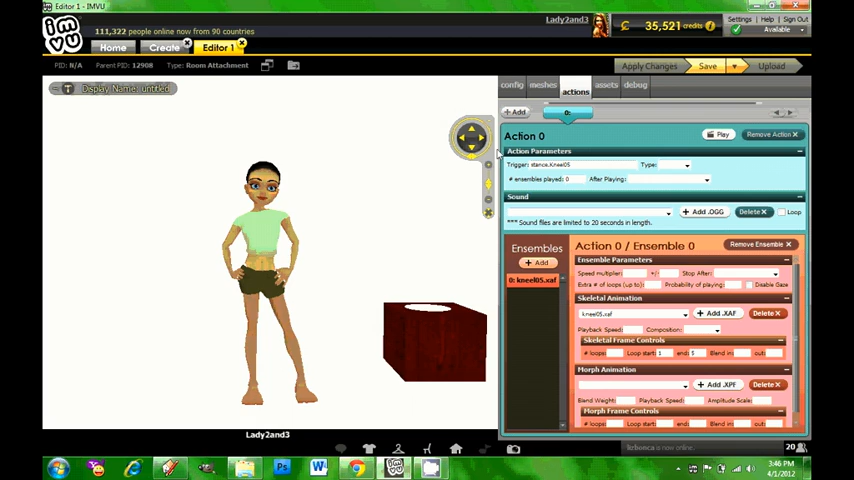 Editor 1 - IMVU
imvu
111,322 people online now from 90 countries
Lady2and3
35,521 credits
Settings Help Sign Out
Available
Home Create Editor 1
PID: N/A Parent PID: 12908 Type: Room Attachment
Apply Changes Save Upload
T Display Name: untitled
config meshes actions assets debug
+ Add 0:
Action 0 Play Remove Action X
Action Parameters
Trigger: stance.Kneel05 Type:
# ensembles played: 0 After Playing:
Sound
+ Add .OGG Delete X Loop
*** Sound files are limited to 20 seconds in length.
Ensembles
+ Add
0: kneel05.xaf
Action 0 / Ensemble 0 Remove Ensemble X
Ensemble Parameters
Speed multiplier: +/- Stop After:
Extra # of loops (up to): Probability of playing: Disable Gaze
Skeletal Animation
kneel05.xaf + Add .XAF Delete X
Playback Speed: Composition:
Skeletal Frame Controls
# loops: Loop start: 1 end: 5 Blend in: out:
Morph Animation
+ Add .XPF Delete X
Blend Weight: Playback Speed: Amplitude Scale:
Morph Frame Controls
# loops: Loop start: end: Blend in: out:
Lady2and3
is now online. 20
Ps W
3:46 PM
4/1/2012